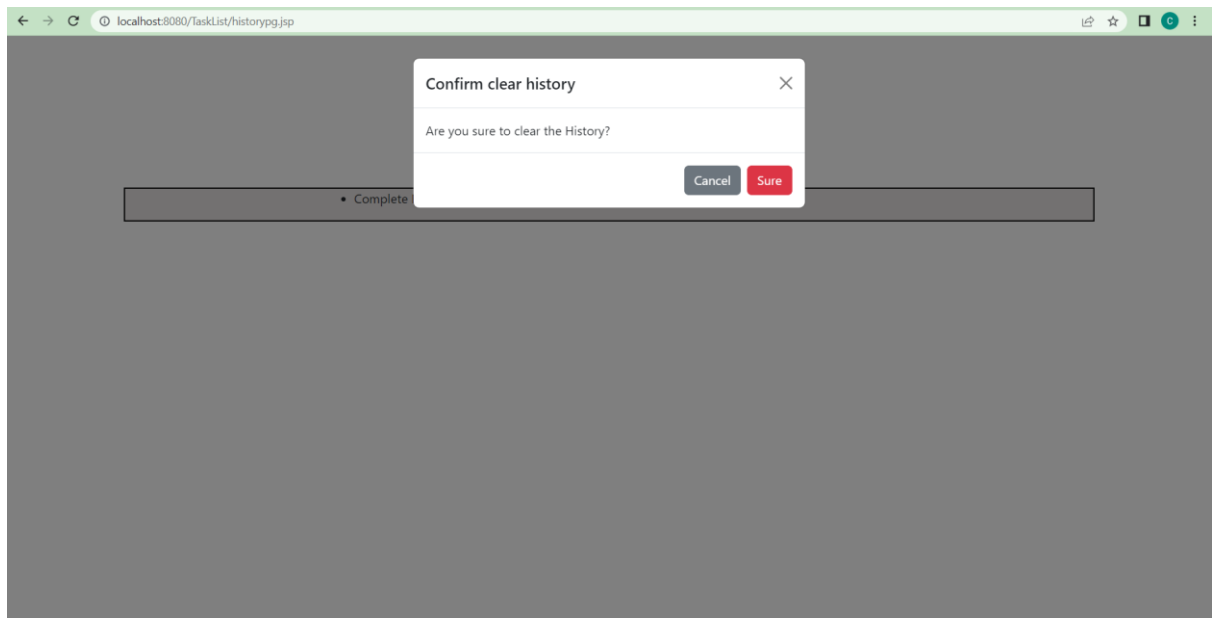 localhost:8080/TaskList/historypg.jsp
C
Confirm clear history
Are you sure to clear the History?
Cancel Sure
• Complete